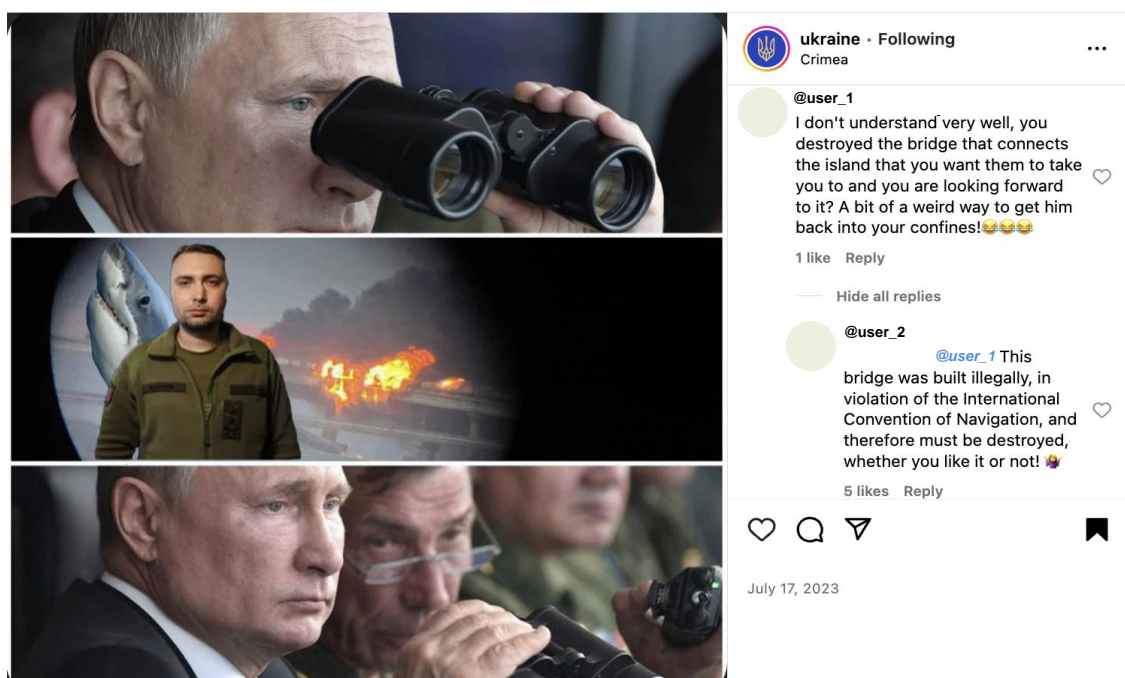 ukraine • Following
Crimea
@user_1
I don't understand very well, you
destroyed the bridge that connects
the island that you want them to take
you to and you are looking forward
to it? A bit of a weird way to get him
back into your confines!😂😂😂
1 like Reply
Hide all replies
@user_2
@user_1 This
bridge was built illegally, in
violation of the International
Convention of Navigation, and
therefore must be destroyed,
whether you like it or not! 🤷‍♀️
5 likes Reply
July 17, 2023